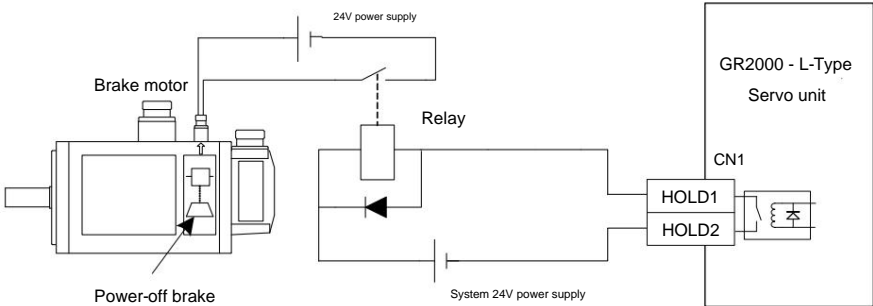 24V power supply
GR2000 - L-Type
Servo unit
Brake motor
Relay
CN1
HOLD1
HOLD2
System 24V power supply
Power-off brake